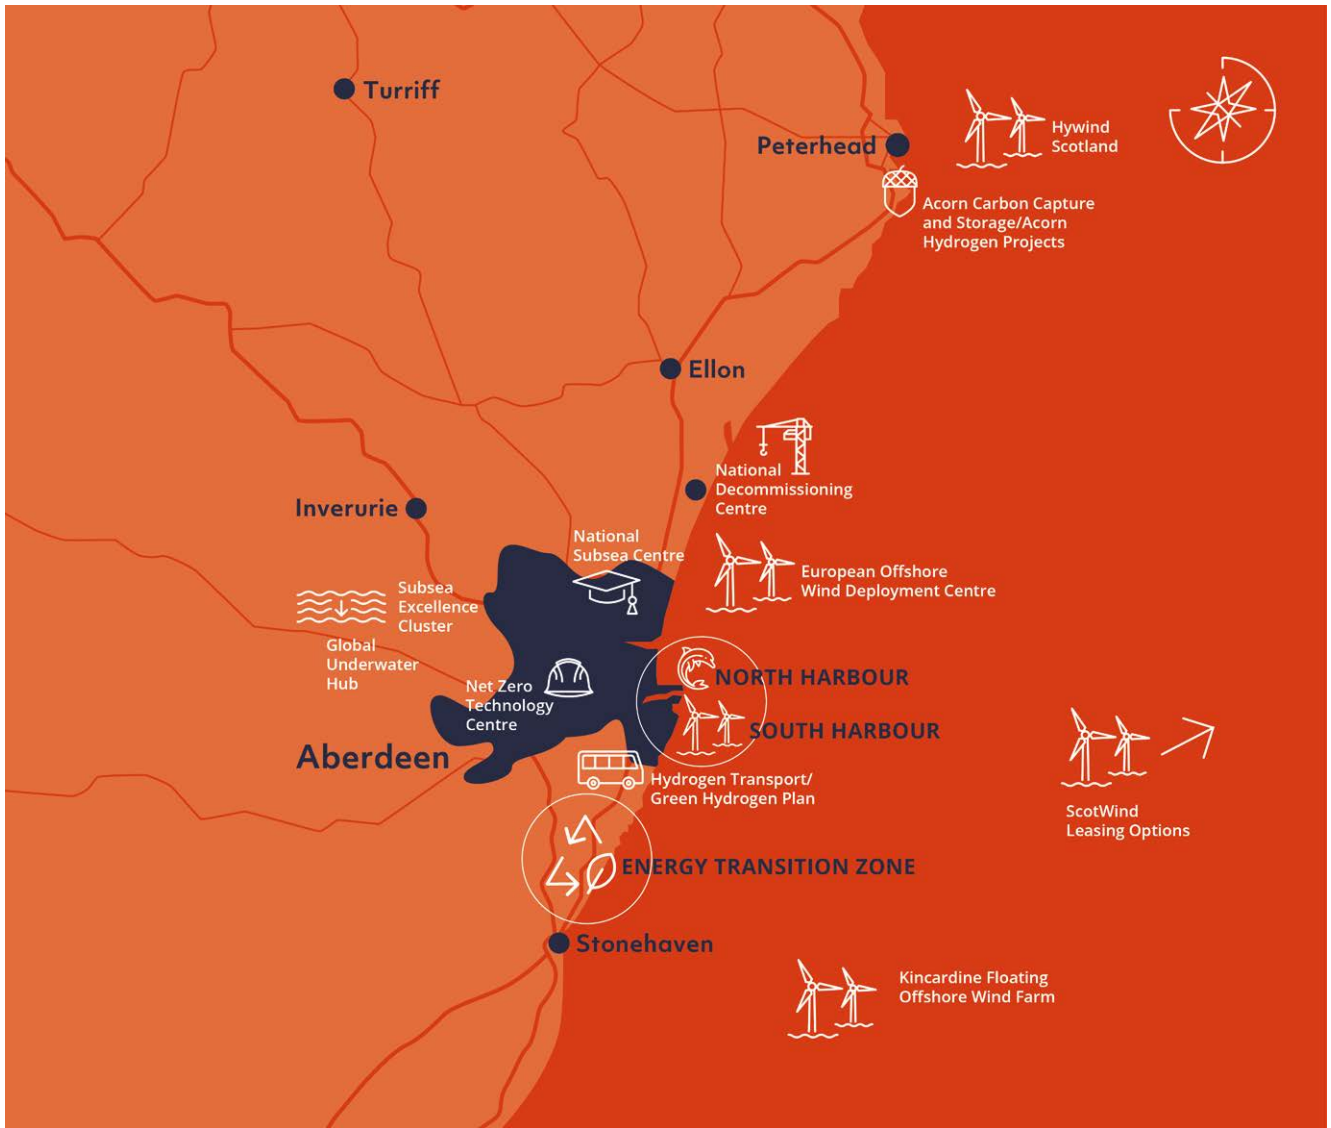 Turriff
Peterhead
Hywind
Scotland
Acorn Carbon Capture
and Storage/Acorn
Hydrogen Projects
Ellon
National
Decommissioning
Centre
Inverurie
National
Subsea Centre
European Offshore
Wind Deployment Centre
Subsea
Excellence
Cluster
Global
Underwater
Hub
NORTH HARBOUR
Net Zero
Technology
Centre
SOUTH HARBOUR
Aberdeen
Hydrogen Transport/
Green Hydrogen Plan
ScotWind
Leasing Options
ENERGY TRANSITION ZONE
Stonehaven
Kincardine Floating
Offshore Wind Farm